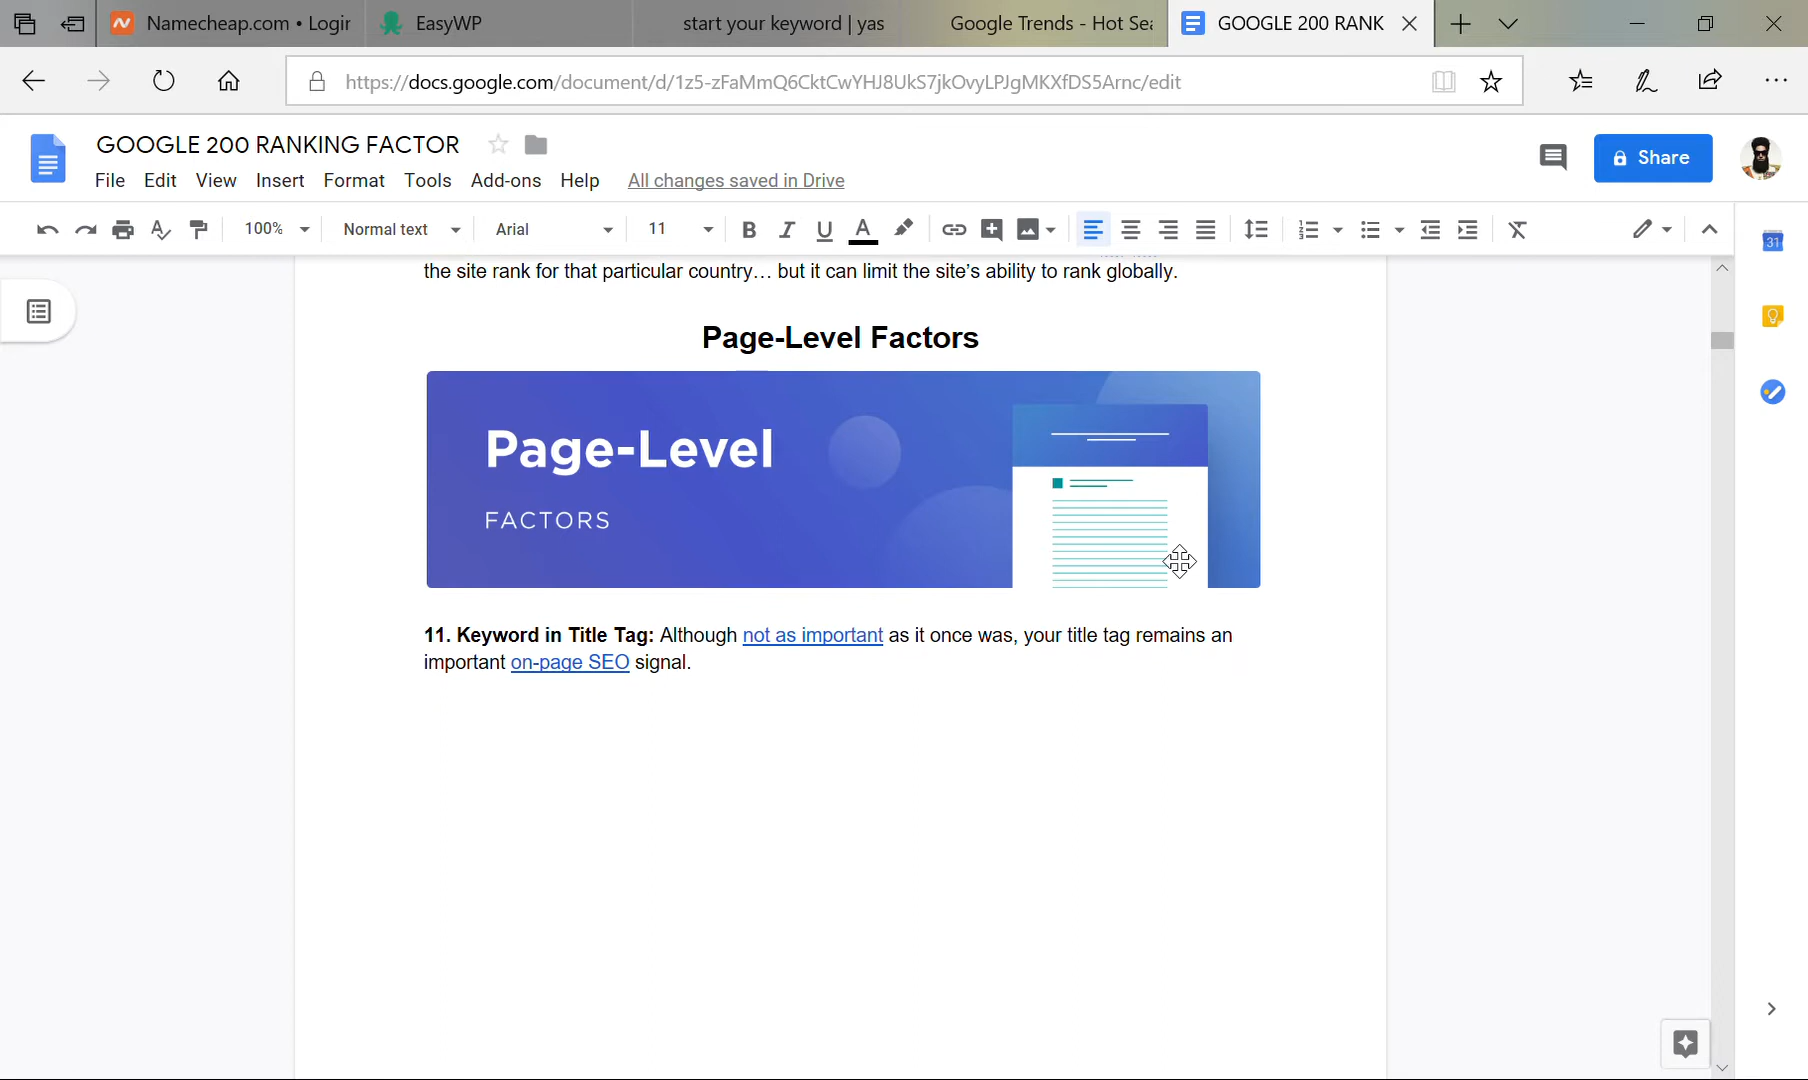 Namecheap.com • Login
EasyWP
start your keyword | yas
Google Trends - Hot Sea
GOOGLE 200 RANK
https://docs.google.com/document/d/1z5-zFaMmQ6CktCwYHJ8UkS7jkOvyLPJgMKXfDS5Arnc/edit
GOOGLE 200 RANKING FACTOR
Share
File Edit View Insert Format Tools Add-ons Help All changes saved in Drive
100% Normal text Arial 11 B I U A
31
the site rank for that particular country… but it can limit the site’s ability to rank globally.
Page-Level Factors
Page-Level
FACTORS
11. Keyword in Title Tag: Although not as important as it once was, your title tag remains an
important on-page SEO signal.